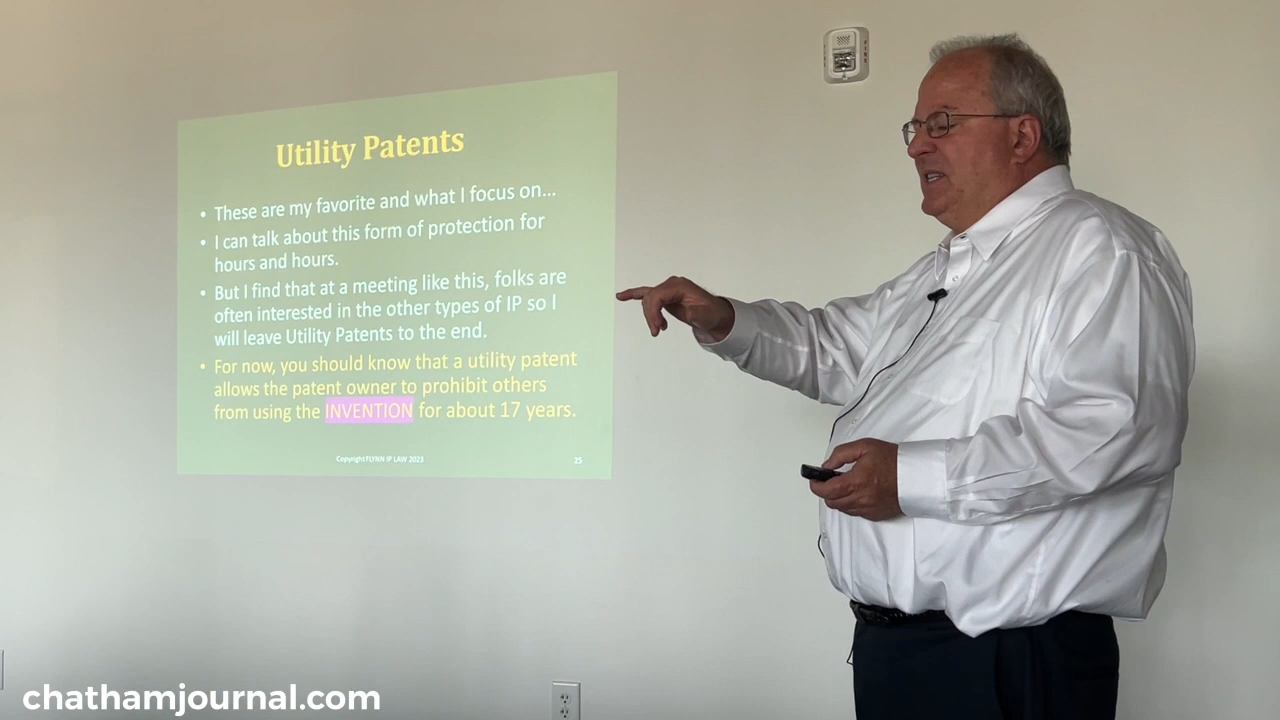 Utility Patents
• These are my favorite and what I focus on...
• I can talk about this form of protection for
hours and hours.
• But I find that at a meeting like this, folks are
often interested in the other types of IP so I
will leave Utility Patents to the end.
• For now, you should know that a utility patent
allows the patent owner to prohibit others
from using the INVENTION for about 17 years.
Copyright FLYNN IP LAW 2023
25
FIRE
chathamjournal.com